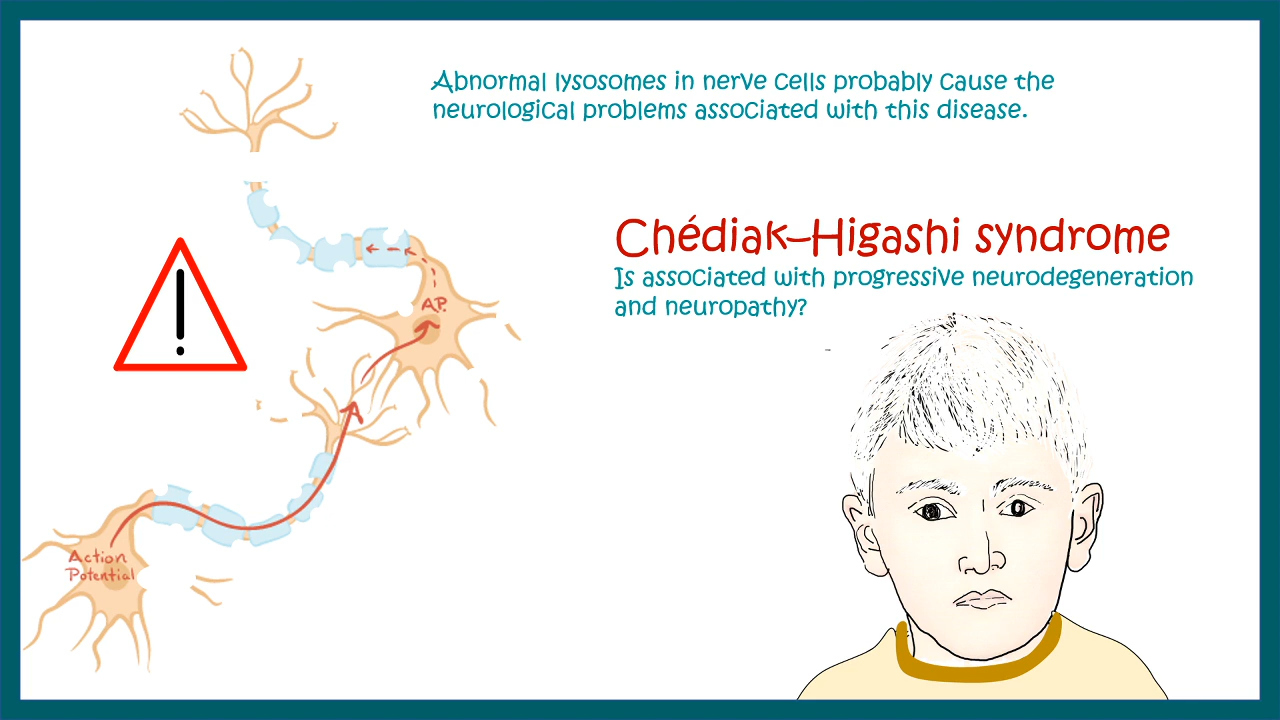 Abnormal lysosomes in nerve cells probably cause the
neurological problems associated with this disease.
Chédiak–Higashi syndrome
Is associated with progressive neurodegeneration
and neuropathy?
A.P.
Action
Potential